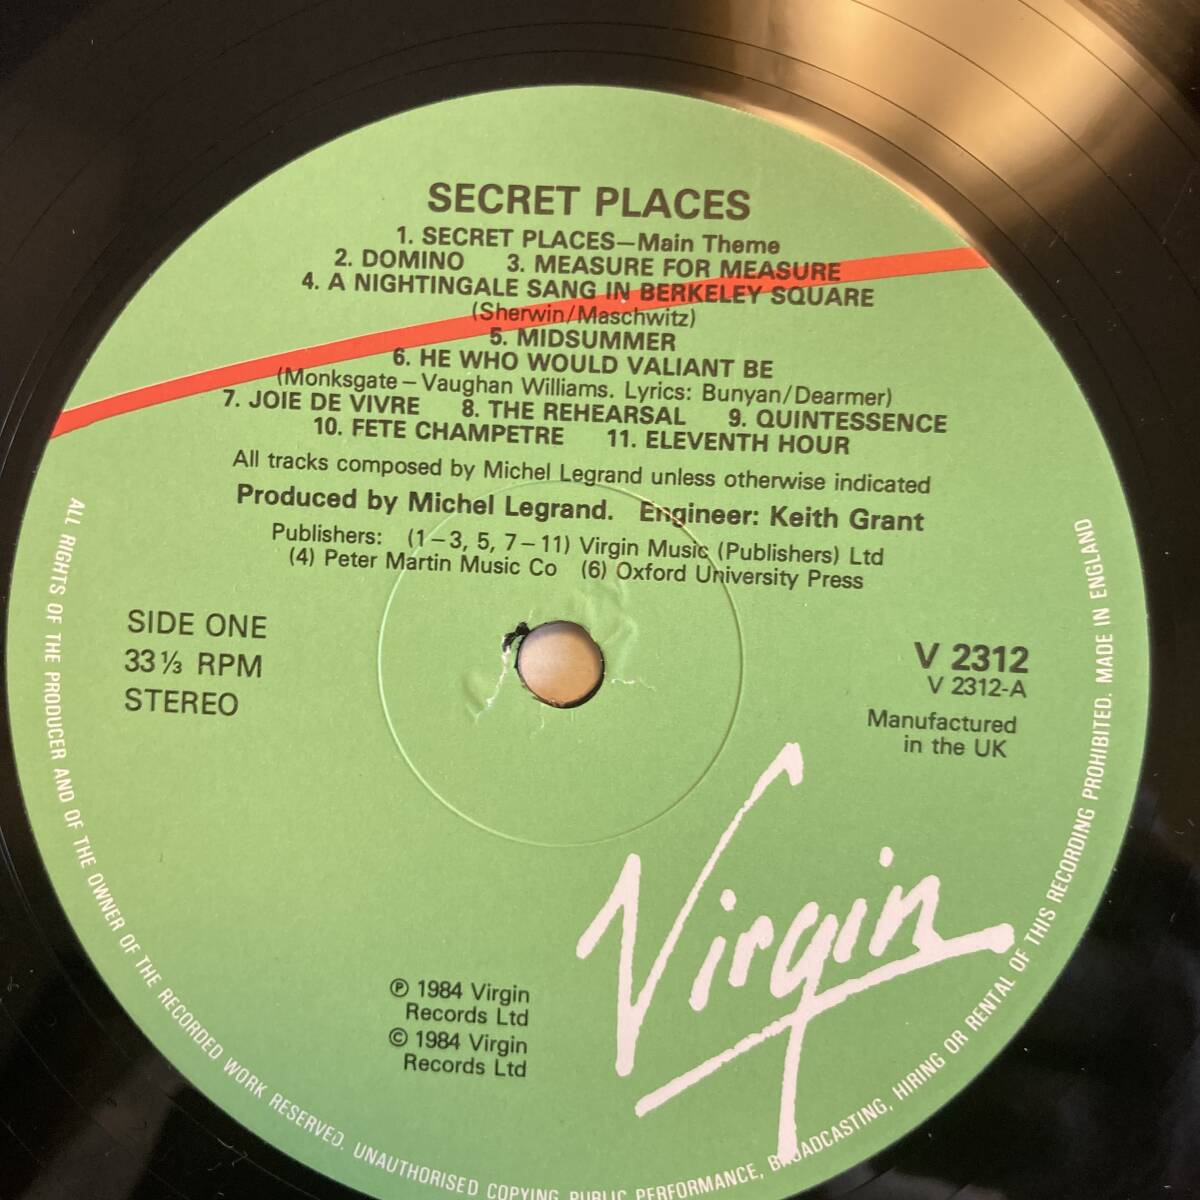 SECRET PLACES
1. SECRET PLACES—Main Theme
2. DOMINO 3. MEASURE FOR MEASURE
4. A NIGHTINGALE SANG IN BERKELEY SQUARE
(Sherwin/Maschwitz)
5. MIDSUMMER
6. HE WHO WOULD VALIANT BE
(Monksgate – Vaughan Williams. Lyrics: Bunyan/Dearmer)
7. JOIE DE VIVRE 8. THE REHEARSAL 9. QUINTESSENCE
10. FETE CHAMPETRE 11. ELEVENTH HOUR
All tracks composed by Michel Legrand unless otherwise indicated
Produced by Michel Legrand. Engineer: Keith Grant
Publishers: (1–3, 5, 7–11) Virgin Music (Publishers) Ltd
(4) Peter Martin Music Co (6) Oxford University Press
SIDE ONE
33⅓ RPM
STEREO
V 2312
V 2312-A
Manufactured
in the UK
Virgin
℗ 1984 Virgin
Records Ltd
© 1984 Virgin
Records Ltd
ALL RIGHTS OF THE PRODUCER AND OF THE OWNER OF THE RECORDED WORK RESERVED. UNAUTHORISED COPYING PUBLIC PERFORMANCE, BROADCASTING, HIRING OR RENTAL OF THIS RECORDING PROHIBITED. MADE IN ENGLAND